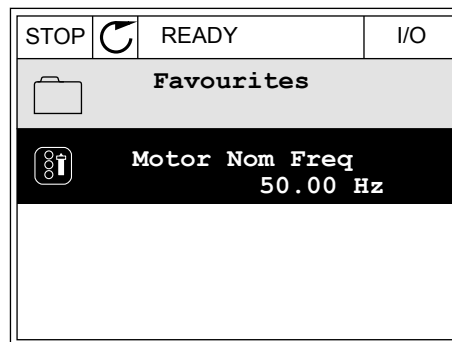 STOP READY I/O
Favourites
Motor Nom Freq
50.00 Hz